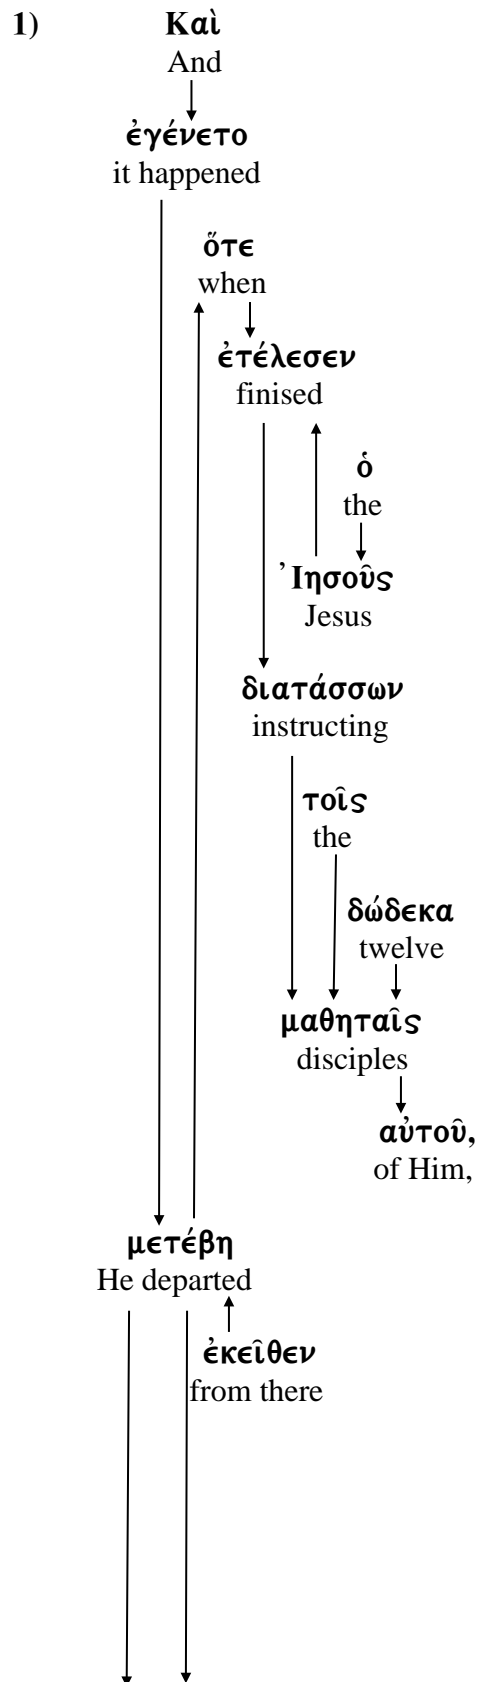 1) Καὶ
And
ἐγένετο
it happened
ὅτε
when
ἐτέλεσεν
finised
ὁ
the
Ἰησοῦς
Jesus
διατάσσων
instructing
τοῖς
the
δώδεκα
twelve
μαθηταῖς
disciples
αὐτοῦ,
of Him,
μετέβη
He departed
ἐκεῖθεν
from there